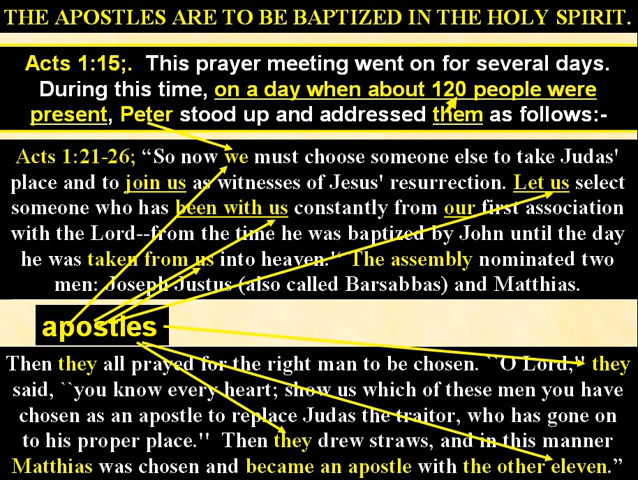 THE APOSTLES ARE TO BE BAPTIZED IN THE HOLY SPIRIT.
Acts 1:15;. This prayer meeting went on for several days.
During this time, on a day when about 120 people were
present, Peter stood up and addressed them as follows:-
Acts 1:21-26; “So now we must choose someone else to take Judas'
place and to join us as witnesses of Jesus' resurrection. Let us select
someone who has been with us constantly from our first association
with the Lord--from the time he was baptized by John until the day
he was taken from us into heaven." The assembly nominated two
men: Joseph Justus (also called Barsabbas) and Matthias.
apostles
Then they all prayed for the right man to be chosen. ``O Lord,'' they
said, ``you know every heart; show us which of these men you have
chosen as an apostle to replace Judas the traitor, who has gone on
to his proper place.'' Then they drew straws, and in this manner
Matthias was chosen and became an apostle with the other eleven.”